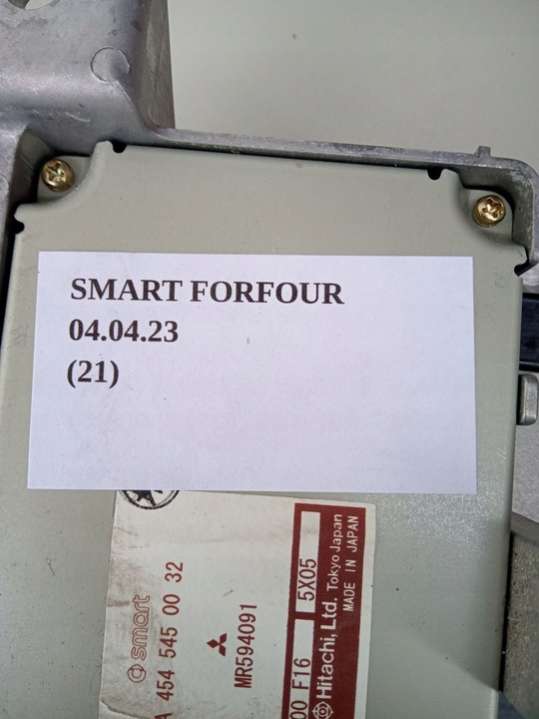 SMART FORFOUR
04.04.23
(21)
smart
A 454 545 00 32
MR594091
00 F16
5X05
Hitachi, Ltd. Tokyo Japan
MADE IN JAPAN